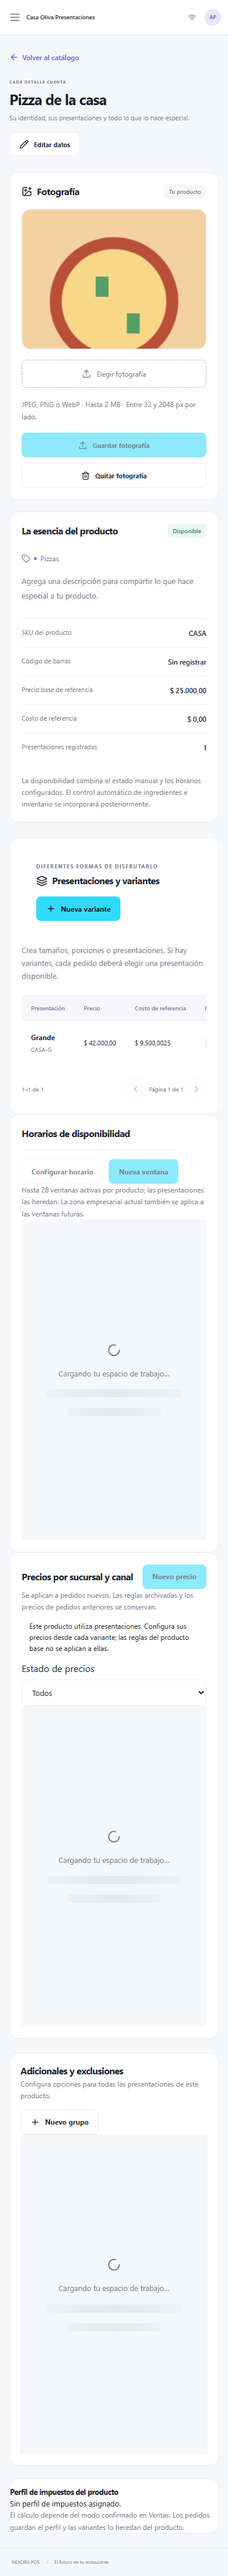 Casa Oliva Presentaciones
AP
Volver al catálogo
CADA DETALLE CUENTA
Pizza de la casa
Su identidad, sus presentaciones y todo lo que lo hace especial.
Editar datos
Fotografía
Tu producto
Elegir fotografía
JPEG, PNG o WebP · Hasta 2 MB · Entre 32 y 2048 px por
lado.
Guardar fotografía
Quitar fotografía
La esencia del producto
Disponible
Pizzas
Agrega una descripción para compartir lo que hace
especial a tu producto.
SKU del producto
CASA
Código de barras
Sin registrar
Precio base de referencia
$ 25.000,00
Costo de referencia
$ 0,00
Presentaciones registradas
1
La disponibilidad combina el estado manual y los horarios
configurados. El control automático de ingredientes e
inventario se incorporará posteriormente.
DIFERENTES FORMAS DE DISFRUTARLO
Presentaciones y variantes
Nueva variante
Crea tamaños, porciones o presentaciones. Si hay
variantes, cada pedido deberá elegir una presentación
disponible.
Presentación Precio Costo de referencia
Grande
CASA-G
$ 42.000,00
$ 9.500,0025
1–1 de 1
Página 1 de 1
Horarios de disponibilidad
Configurar horario
Nueva ventana
Hasta 28 ventanas activas por producto; las presentaciones
las heredan. La zona empresarial actual también se aplica a
las ventanas futuras.
Cargando tu espacio de trabajo...
Precios por sucursal y canal
Nuevo precio
Se aplican a pedidos nuevos. Las reglas archivadas y los
precios de pedidos anteriores se conservan.
Este producto utiliza presentaciones. Configura sus
precios desde cada variante; las reglas del producto
base no se aplican a ellas.
Estado de precios
Todos
Cargando tu espacio de trabajo...
Adicionales y exclusiones
Configura opciones para todas las presentaciones de este
producto.
Nuevo grupo
Cargando tu espacio de trabajo...
Perfil de impuestos del producto
Sin perfil de impuestos asignado.
El cálculo depende del modo confirmado en Ventas. Los pedidos
guardan el perfil y las variantes lo heredan del producto.
NEXORA POS / El futuro de tu restaurante.